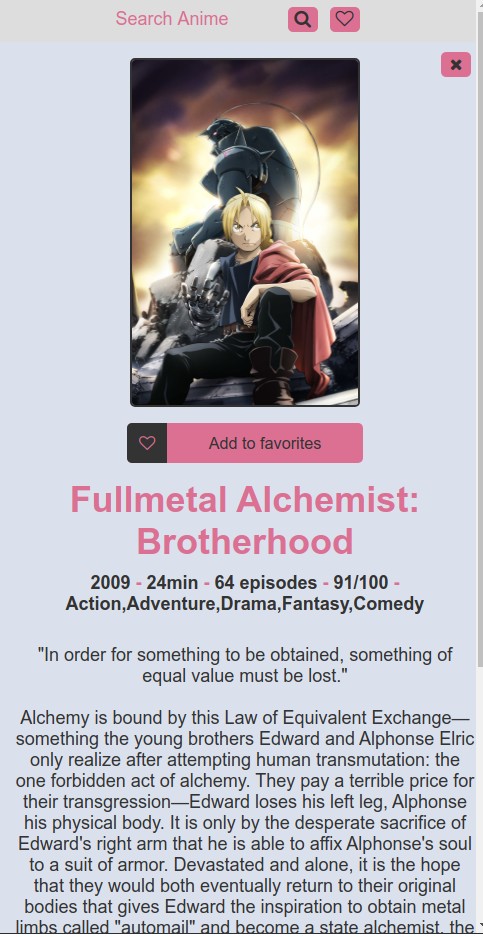 Search Anime
Add to favorites
Fullmetal Alchemist:
Brotherhood
2009 - 24min - 64 episodes - 91/100 -
Action,Adventure,Drama,Fantasy,Comedy
"In order for something to be obtained, something of
equal value must be lost."
Alchemy is bound by this Law of Equivalent Exchange—
something the young brothers Edward and Alphonse Elric
only realize after attempting human transmutation: the
one forbidden act of alchemy. They pay a terrible price for
their transgression—Edward loses his left leg, Alphonse
his physical body. It is only by the desperate sacrifice of
Edward's right arm that he is able to affix Alphonse's soul
to a suit of armor. Devastated and alone, it is the hope
that they would both eventually return to their original
bodies that gives Edward the inspiration to obtain metal
limbs called "automail" and become a state alchemist, the